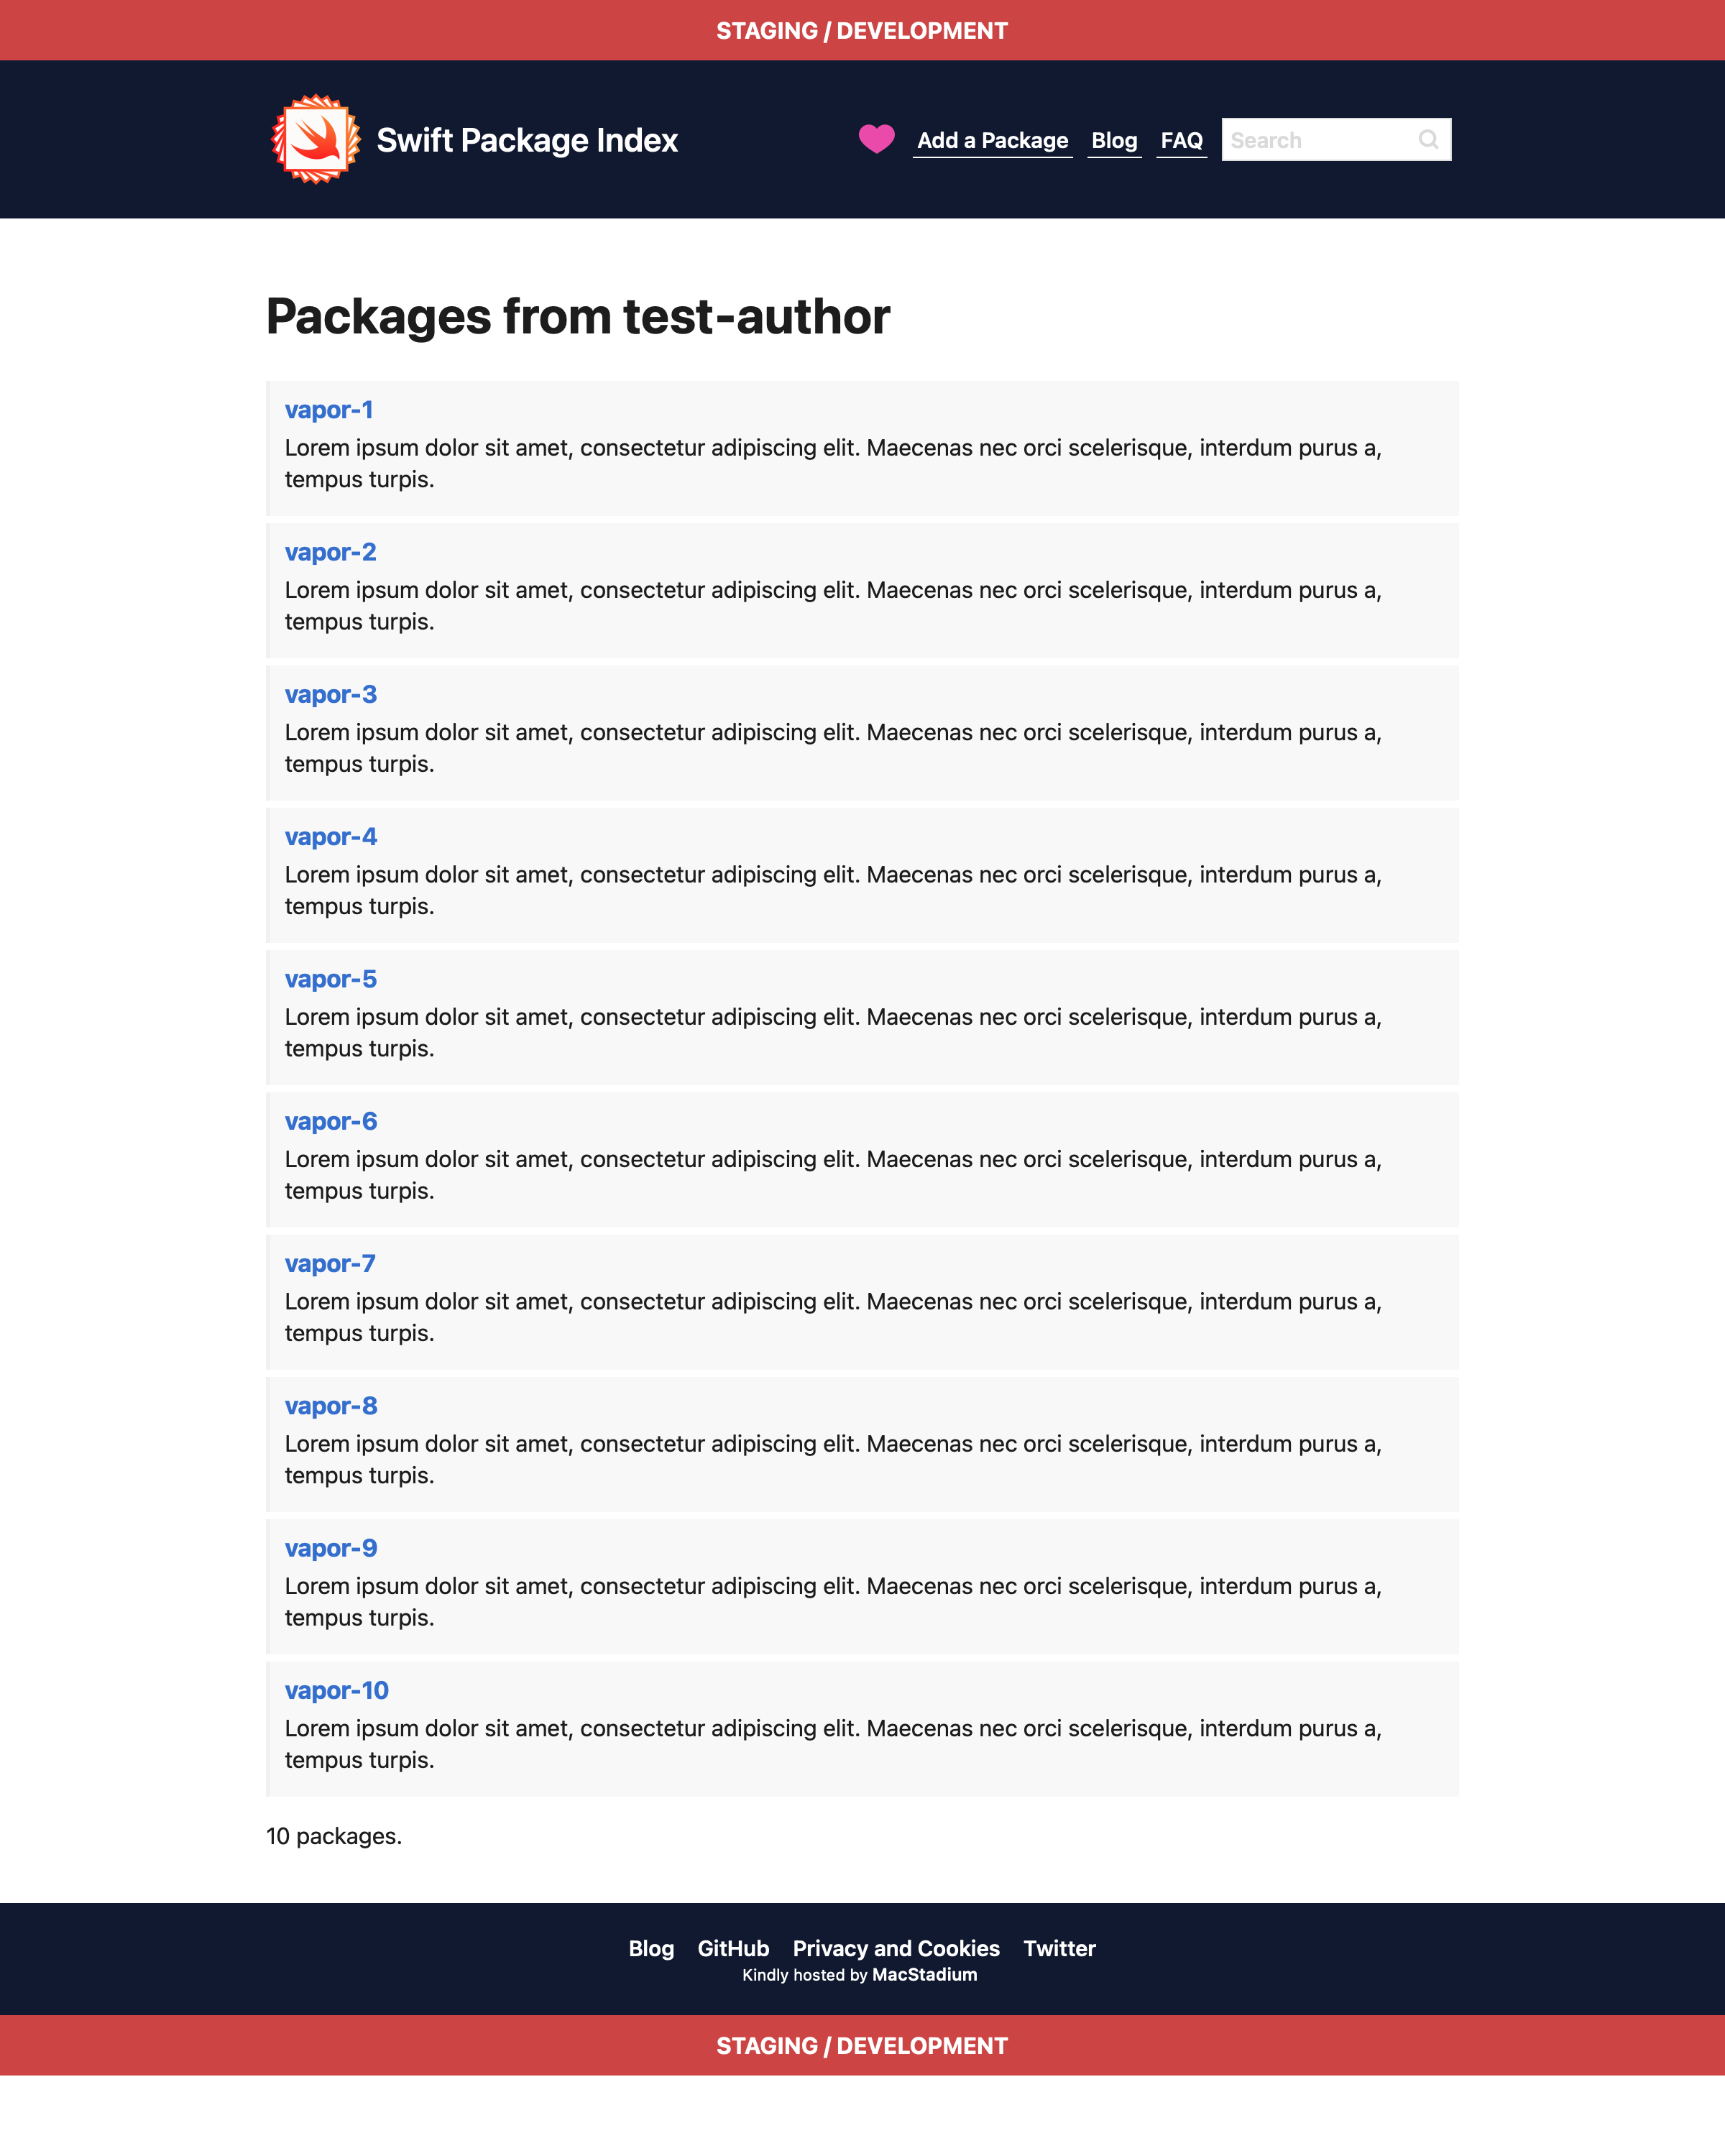 STAGING / DEVELOPMENT
Swift Package Index
Add a Package Blog FAQ Search
Packages from test-author
vapor-1
Lorem ipsum dolor sit amet, consectetur adipiscing elit. Maecenas nec orci scelerisque, interdum purus a,
tempus turpis.
vapor-2
Lorem ipsum dolor sit amet, consectetur adipiscing elit. Maecenas nec orci scelerisque, interdum purus a,
tempus turpis.
vapor-3
Lorem ipsum dolor sit amet, consectetur adipiscing elit. Maecenas nec orci scelerisque, interdum purus a,
tempus turpis.
vapor-4
Lorem ipsum dolor sit amet, consectetur adipiscing elit. Maecenas nec orci scelerisque, interdum purus a,
tempus turpis.
vapor-5
Lorem ipsum dolor sit amet, consectetur adipiscing elit. Maecenas nec orci scelerisque, interdum purus a,
tempus turpis.
vapor-6
Lorem ipsum dolor sit amet, consectetur adipiscing elit. Maecenas nec orci scelerisque, interdum purus a,
tempus turpis.
vapor-7
Lorem ipsum dolor sit amet, consectetur adipiscing elit. Maecenas nec orci scelerisque, interdum purus a,
tempus turpis.
vapor-8
Lorem ipsum dolor sit amet, consectetur adipiscing elit. Maecenas nec orci scelerisque, interdum purus a,
tempus turpis.
vapor-9
Lorem ipsum dolor sit amet, consectetur adipiscing elit. Maecenas nec orci scelerisque, interdum purus a,
tempus turpis.
vapor-10
Lorem ipsum dolor sit amet, consectetur adipiscing elit. Maecenas nec orci scelerisque, interdum purus a,
tempus turpis.
10 packages.
Blog GitHub Privacy and Cookies Twitter
Kindly hosted by MacStadium
STAGING / DEVELOPMENT